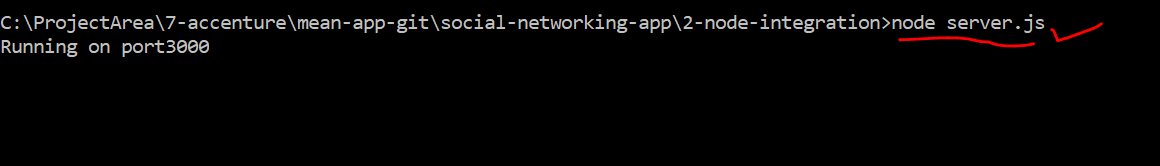 C:\ProjectArea\7-accenture\mean-app-git\social-networking-app\2-node-integration>node server.js
Running on port3000